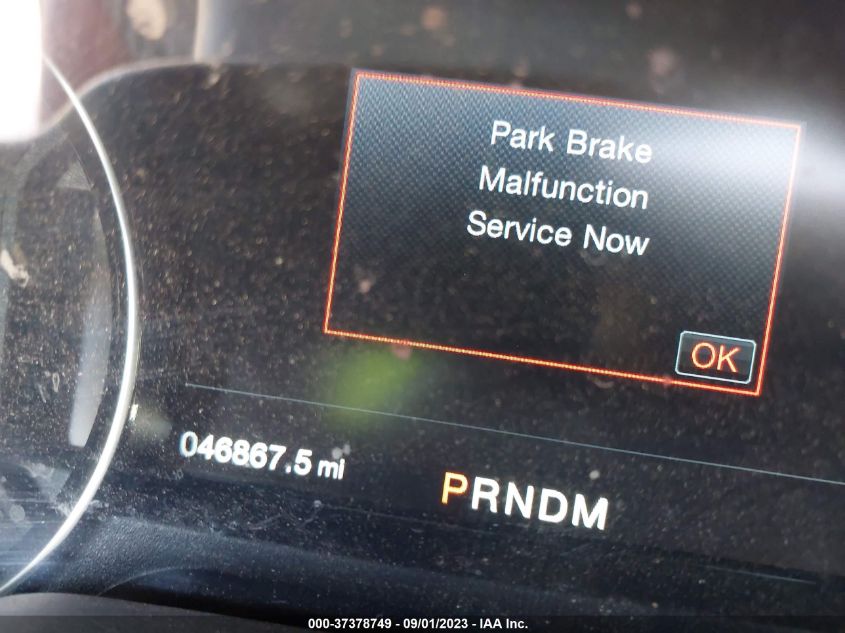 Park Brake
Malfunction
Service Now
OK
046867.5 mi
PRNDM
000-37378749 - 09/01/2023 - IAA Inc.